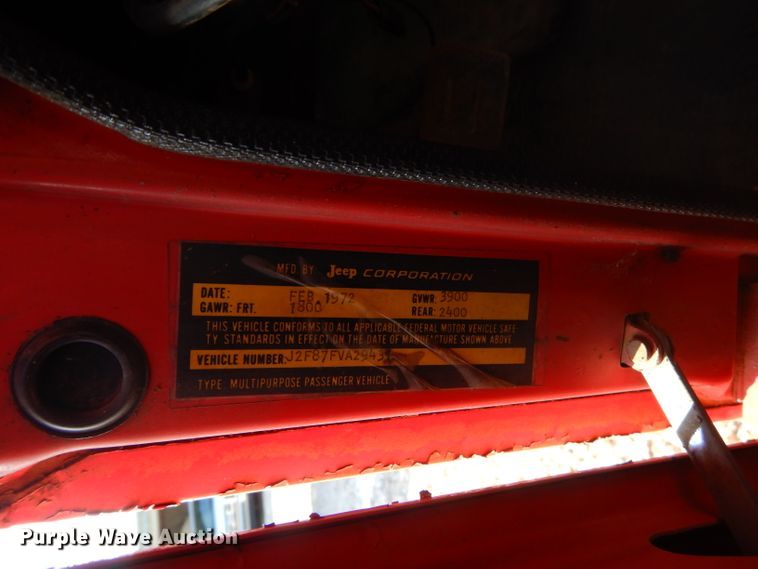 MFD BY Jeep CORPORATION
DATE: FEB.1972 GVWR: 3900
GAWR: FRT. 1800 REAR: 2400
THIS VEHICLE CONFORMS TO ALL APPLICABLE FEDERAL MOTOR VEHICLE SAFE
TY STANDARDS IN EFFECT ON THE DATE OF MANUFACTURE SHOWN ABOVE
VEHICLE NUMBER:
TYPE: MULTIPURPOSE PASSENGER VEHICLE
Purple Wave Auction